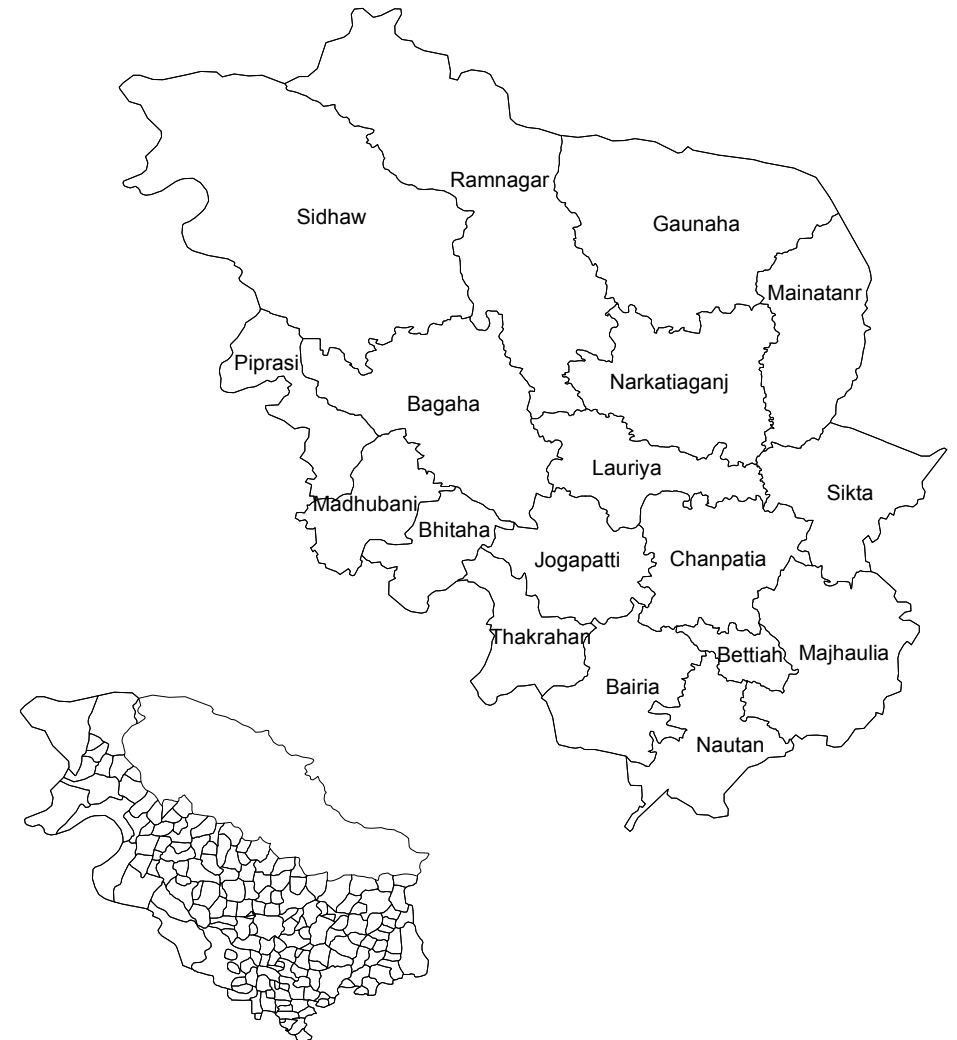 Ramnagar
Sidhaw
Gaunaha
Mainatanr
Piprasi
Narkatiaganj
Bagaha
Lauriya
Sikta
Madhubani
Bhitaha
Jogapatti
Chanpatia
Thakrahan
Bettiah
Majhaulia
Bairia
Nautan